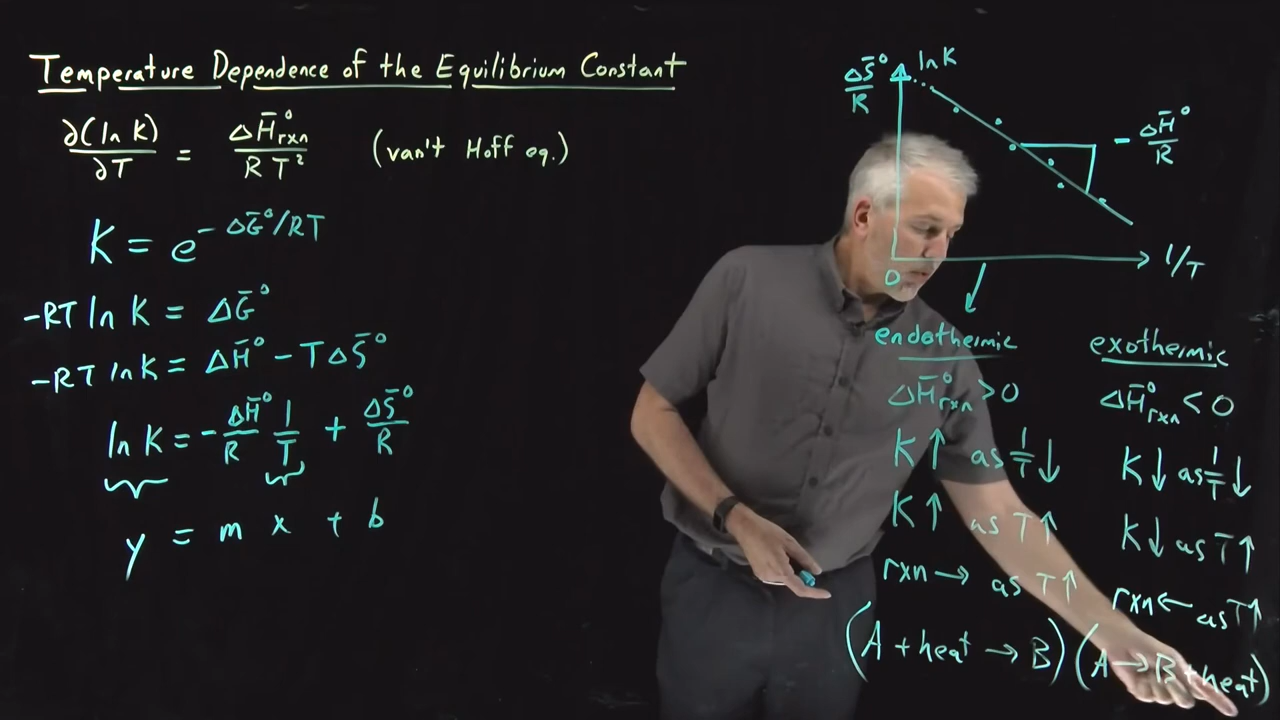 Temperature Dependence of the Equilibrium Constant
∂(ln K)/∂T = ΔH̄°rxn/RT² (van't Hoff eq.)
K = e^(-ΔḠ°/RT)
-RT ln K = ΔḠ°
-RT ln K = ΔH̄° - TΔS̄°
ln K = -ΔH̄°/R 1/T + ΔS̄°/R
y = m x + b
ΔS̄°/R
ln K
- ΔH̄°/R
0
1/T
endothermic
ΔH̄°rxn > 0
K ↑ as 1/T ↓
K ↑ as T ↑
rxn → as T ↑
(A + heat → B)
exothermic
ΔH̄°rxn < 0
K ↓ as 1/T ↓
K ↓ as T ↑
rxn ← as T ↑
(A → B + heat)